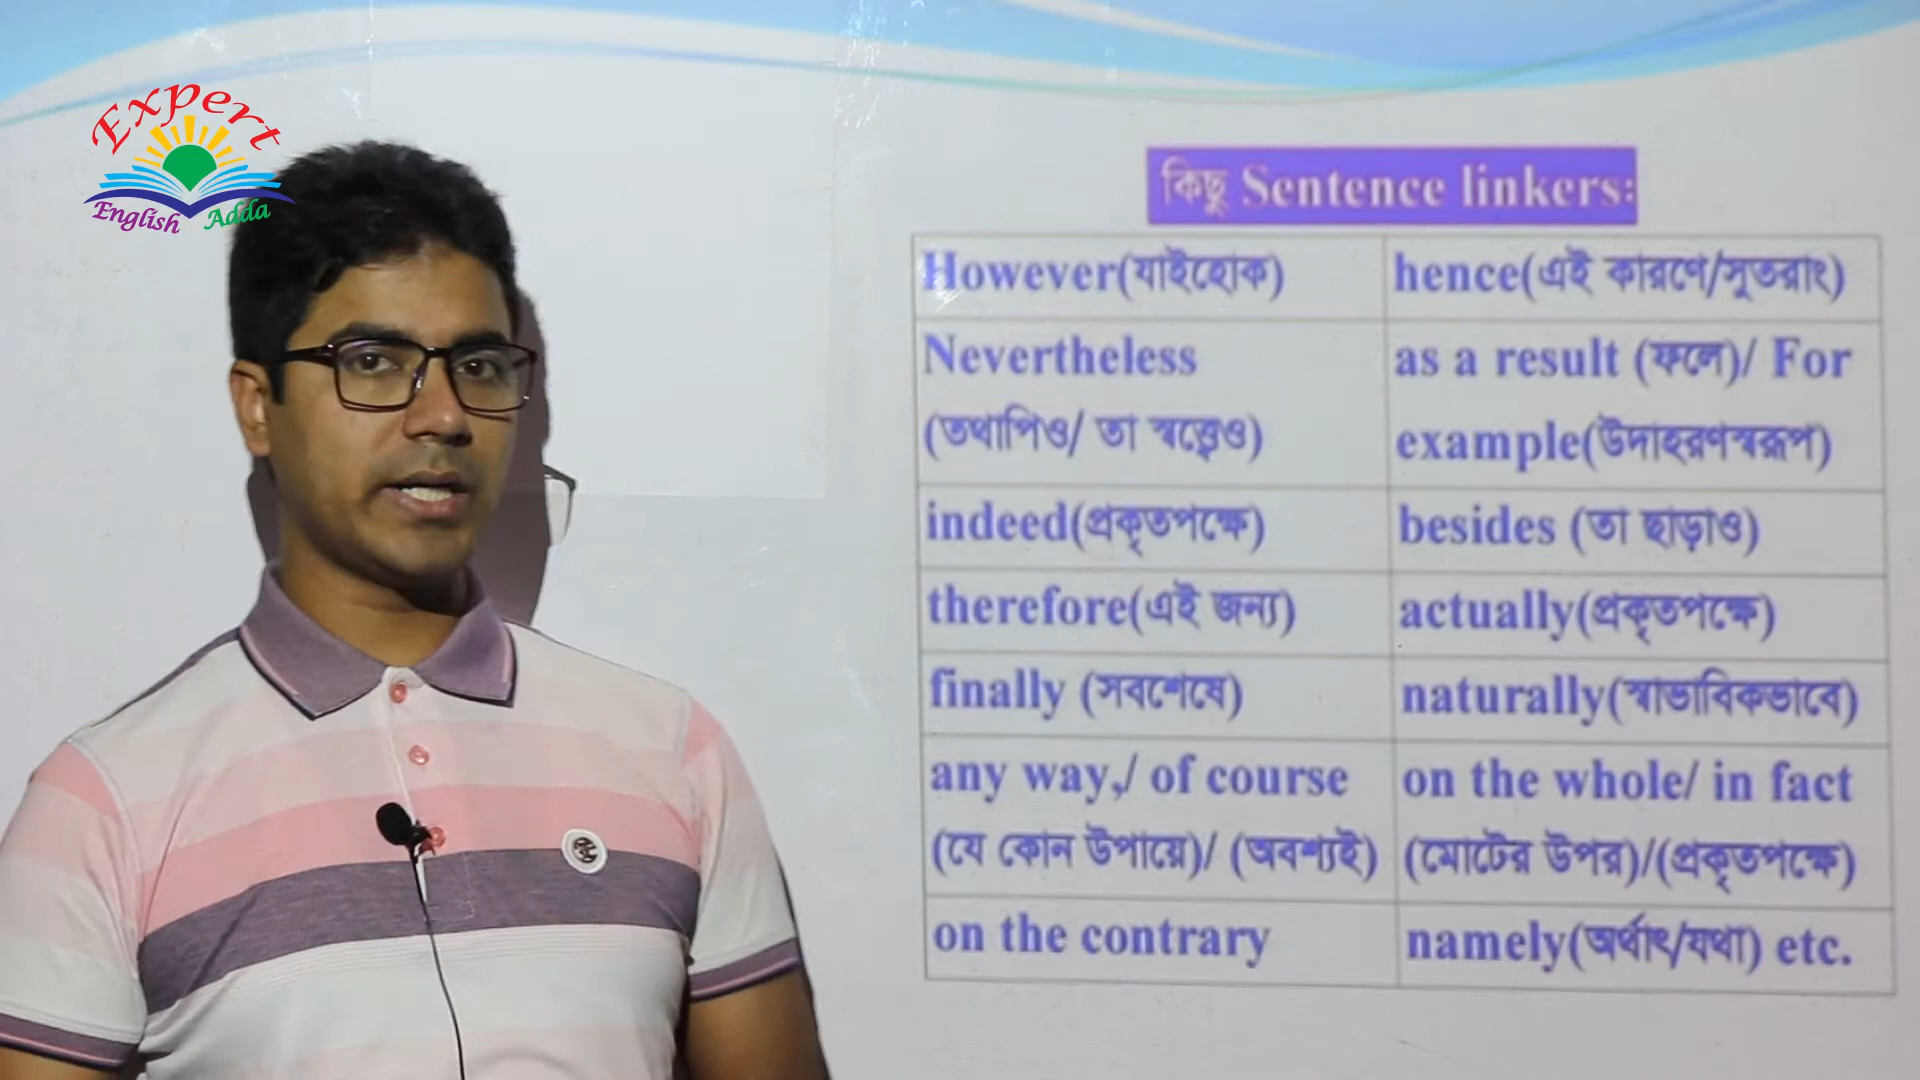 Expert
English Adda
কিছু Sentence linkers:
However(যাইহোক)
hence(এই কারণে/সুতরাং)
Nevertheless
(তথাপিও/ তা স্বত্ত্বেও)
as a result (ফলে)/ For
example(উদাহরণস্বরূপ)
indeed(প্রকৃতপক্ষে)
besides (তা ছাড়াও)
therefore(এই জন্য)
actually(প্রকৃতপক্ষে)
finally (সবশেষে)
naturally(স্বাভাবিকভাবে)
any way,/ of course
(যে কোন উপায়ে)/ (অবশ্যই)
on the whole/ in fact
(মোটের উপর)/(প্রকৃতপক্ষে)
on the contrary
namely(অর্থাৎ/যথা) etc.